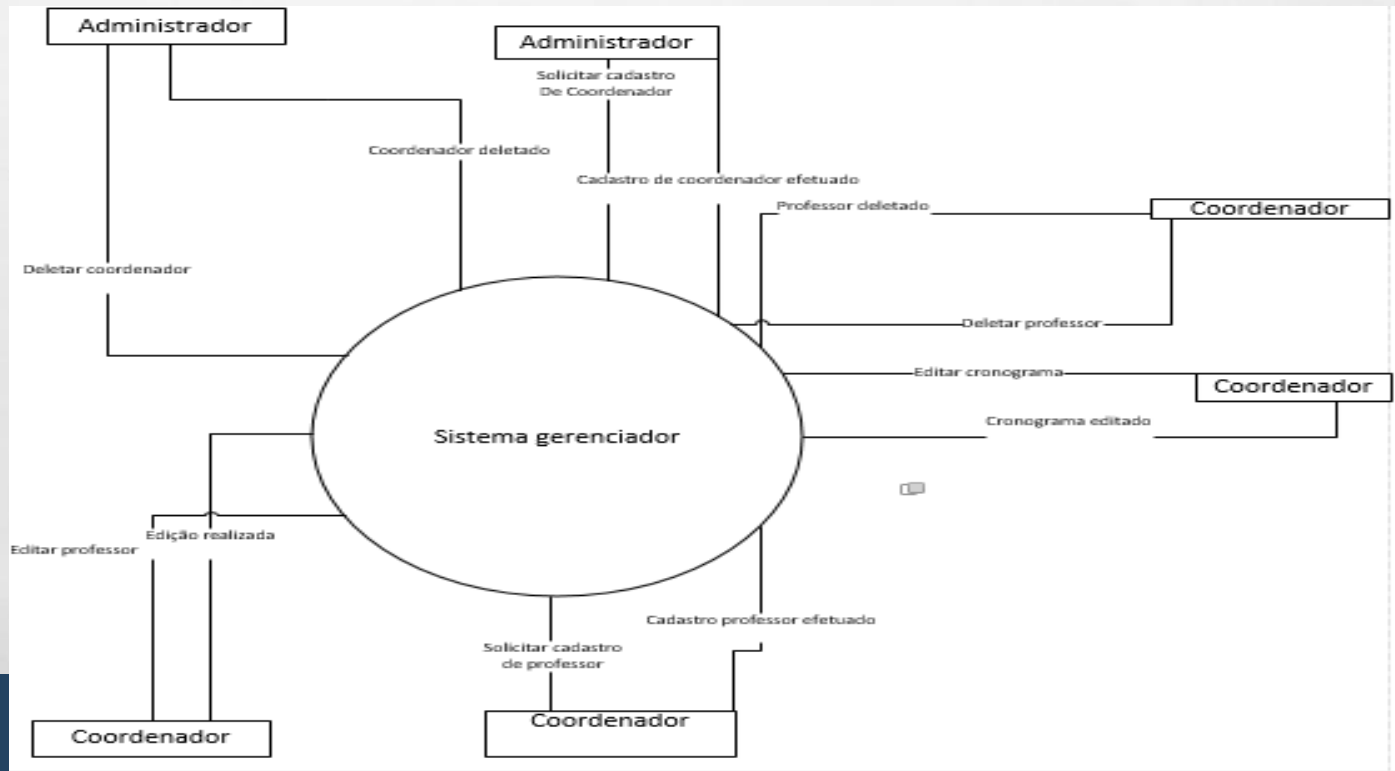 Administrador
Administrador
Solicitar cadastro
De Coordenador
Coordenador deletado
Cadastro de coordenador efetuado
Professor deletado
Coordenador
Deletar coordenador
Deletar professor
Editar cronograma
Coordenador
Cronograma editado
Sistema gerenciador
Edição realizada
Editar professor
Cadastro professor efetuado
Solicitar cadastro
de professor
Coordenador
Coordenador